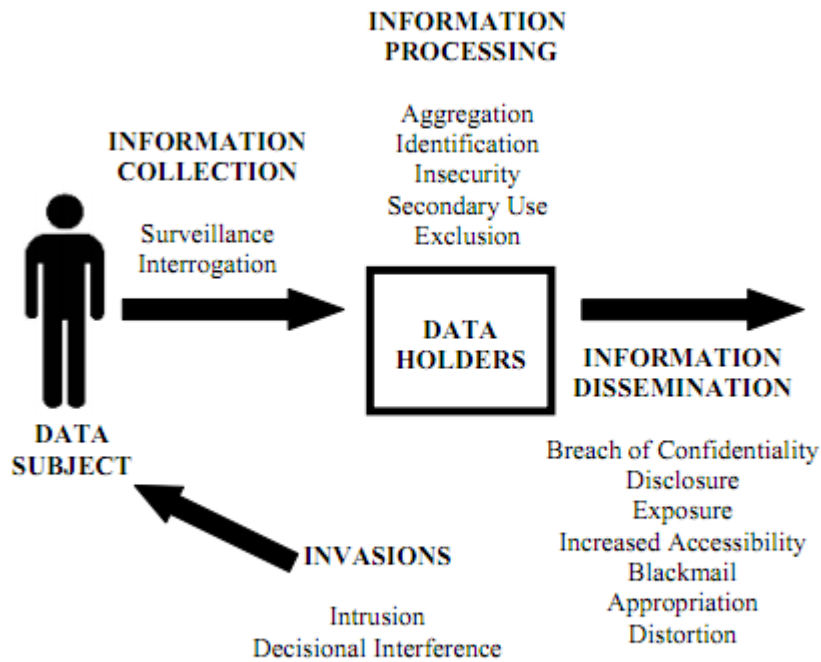 INFORMATION
PROCESSING
Aggregation
Identification
Insecurity
Secondary Use
Exclusion
INFORMATION
COLLECTION
Surveillance
Interrogation
DATA
HOLDERS
INFORMATION
DISSEMINATION
Breach of Confidentiality
Disclosure
Exposure
Increased Accessibility
Blackmail
Appropriation
Distortion
DATA
SUBJECT
INVASIONS
Intrusion
Decisional Interference